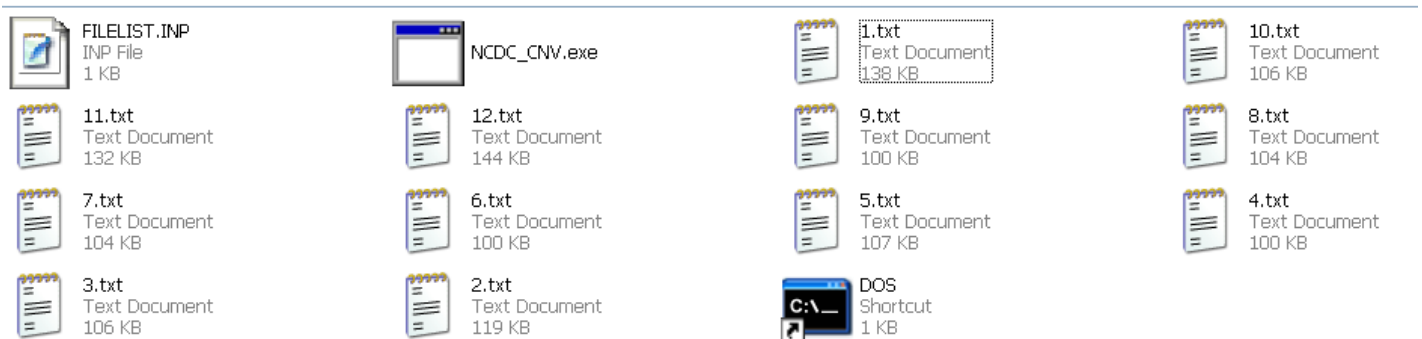 FILELIST.INP
INP File
1 KB
NCDC_CNV.exe
1.txt
Text Document
138 KB
10.txt
Text Document
106 KB
11.txt
Text Document
132 KB
12.txt
Text Document
144 KB
9.txt
Text Document
100 KB
8.txt
Text Document
104 KB
7.txt
Text Document
104 KB
6.txt
Text Document
100 KB
5.txt
Text Document
107 KB
4.txt
Text Document
100 KB
3.txt
Text Document
106 KB
2.txt
Text Document
119 KB
C:\_
DOS
Shortcut
1 KB